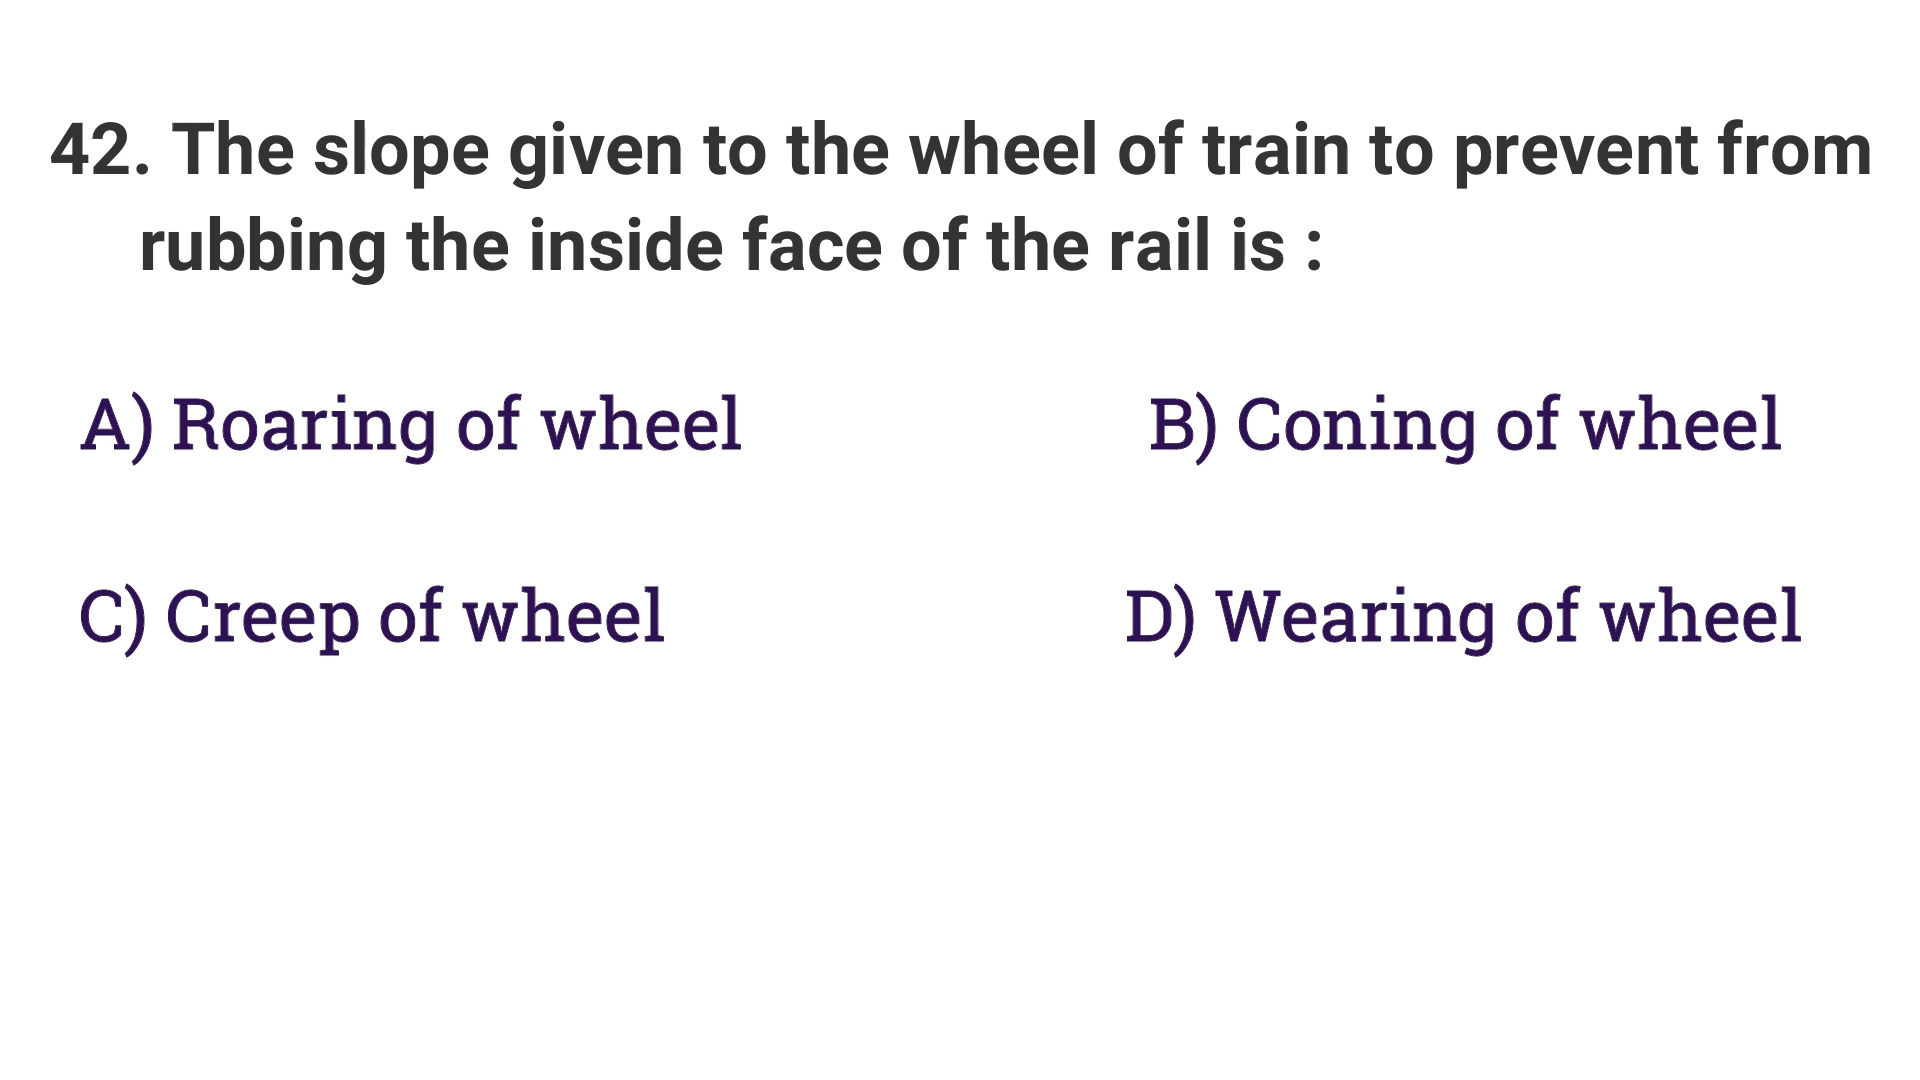 42. The slope given to the wheel of train to prevent from
rubbing the inside face of the rail is :
A) Roaring of wheel
B) Coning of wheel
C) Creep of wheel
D) Wearing of wheel